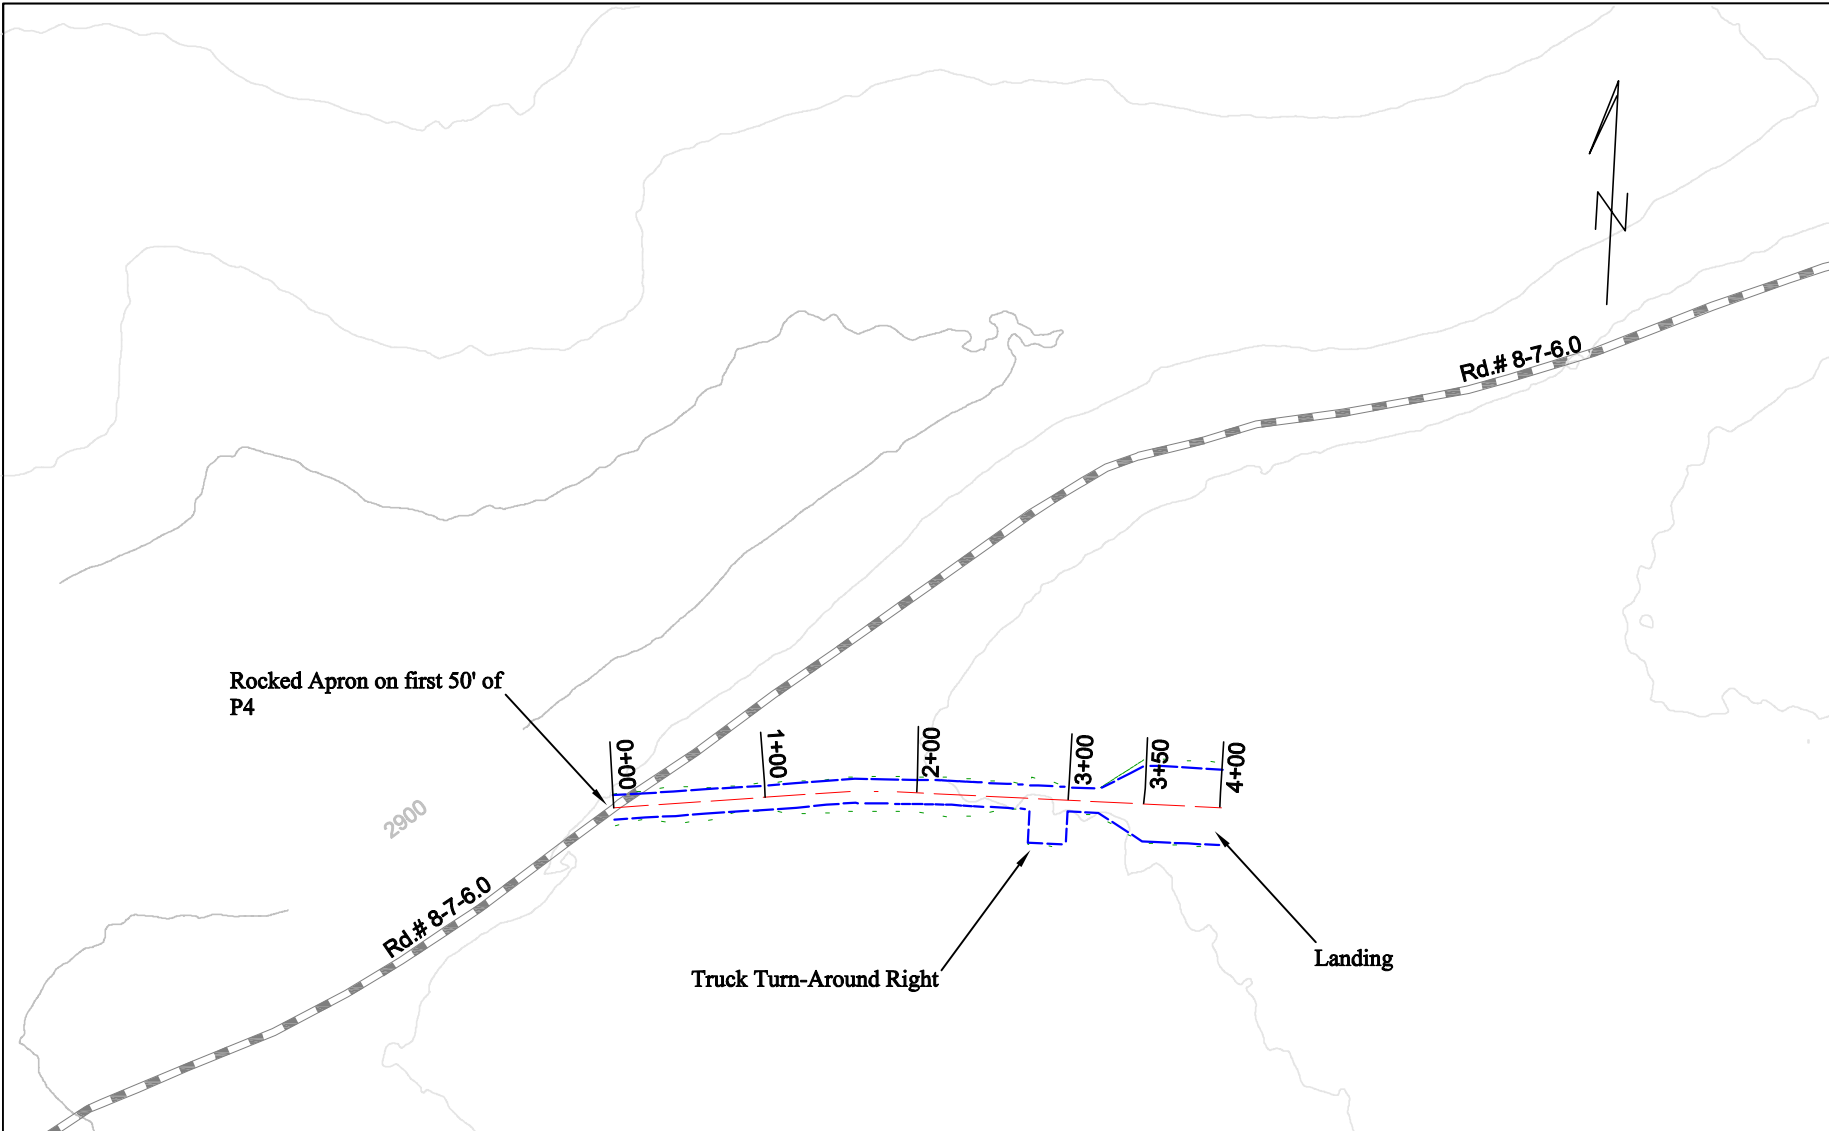 N
Rd.# 8-7-6.0
Rocked Apron on first 50' of
P4
0+00
1+00
2+00
3+00
3+50
4+00
2900
Rd.# 8-7-6.0
Truck Turn-Around Right
Landing